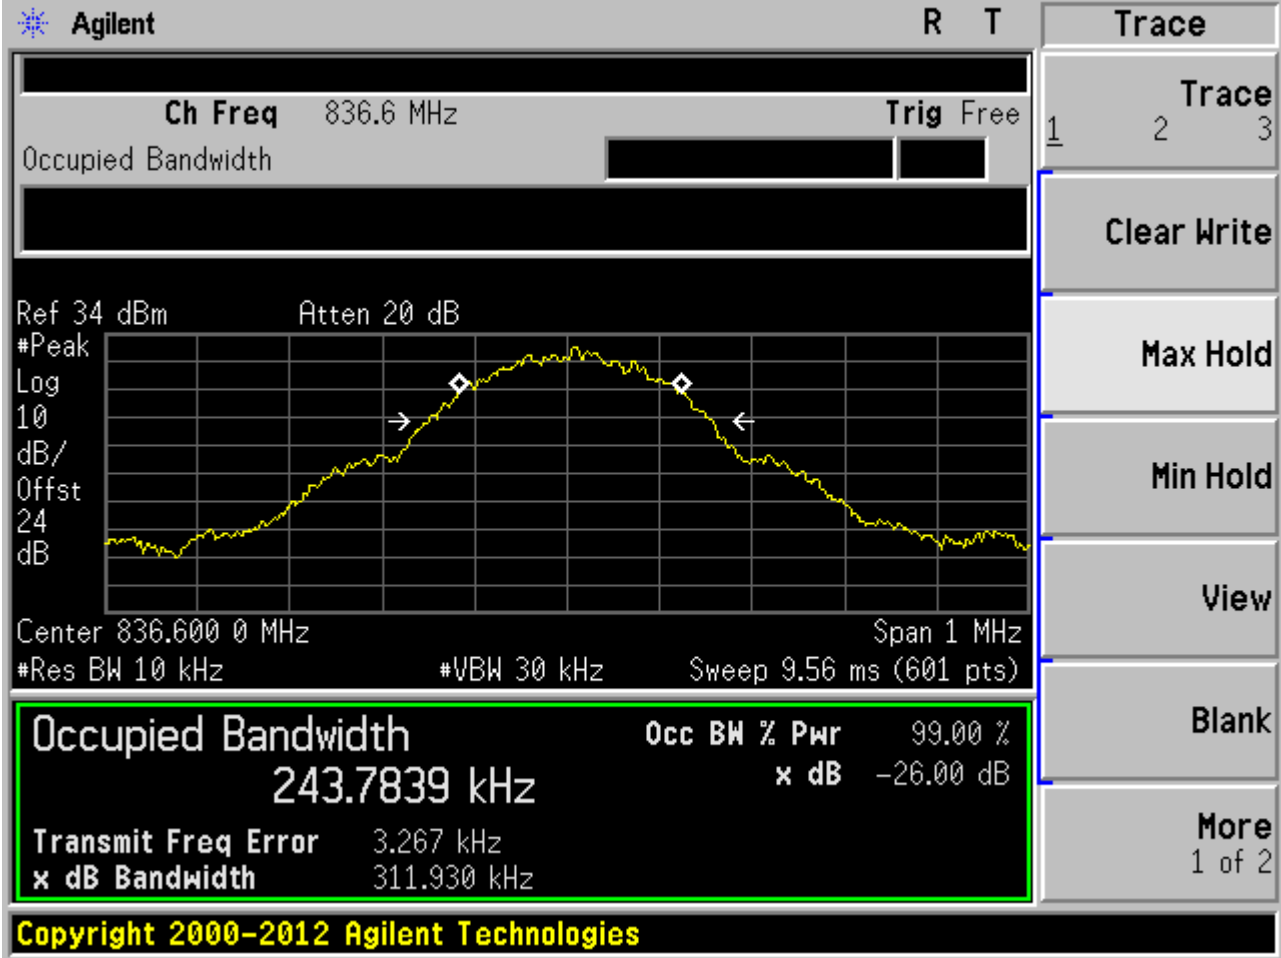 Agilent R T
Trace
Ch Freq 836.6 MHz Trig Free
Occupied Bandwidth
Trace
1 2 3
Clear Write
Max Hold
Min Hold
View
Blank
More
1 of 2
Ref 34 dBm Atten 20 dB
#Peak
Log
10
dB/
Offst
24
dB
Center 836.600 0 MHz Span 1 MHz
#Res BW 10 kHz #VBW 30 kHz Sweep 9.56 ms (601 pts)
Occupied Bandwidth Occ BW % Pwr 99.00 %
243.7839 kHz x dB -26.00 dB
Transmit Freq Error 3.267 kHz
x dB Bandwidth 311.930 kHz
Copyright 2000-2012 Agilent Technologies